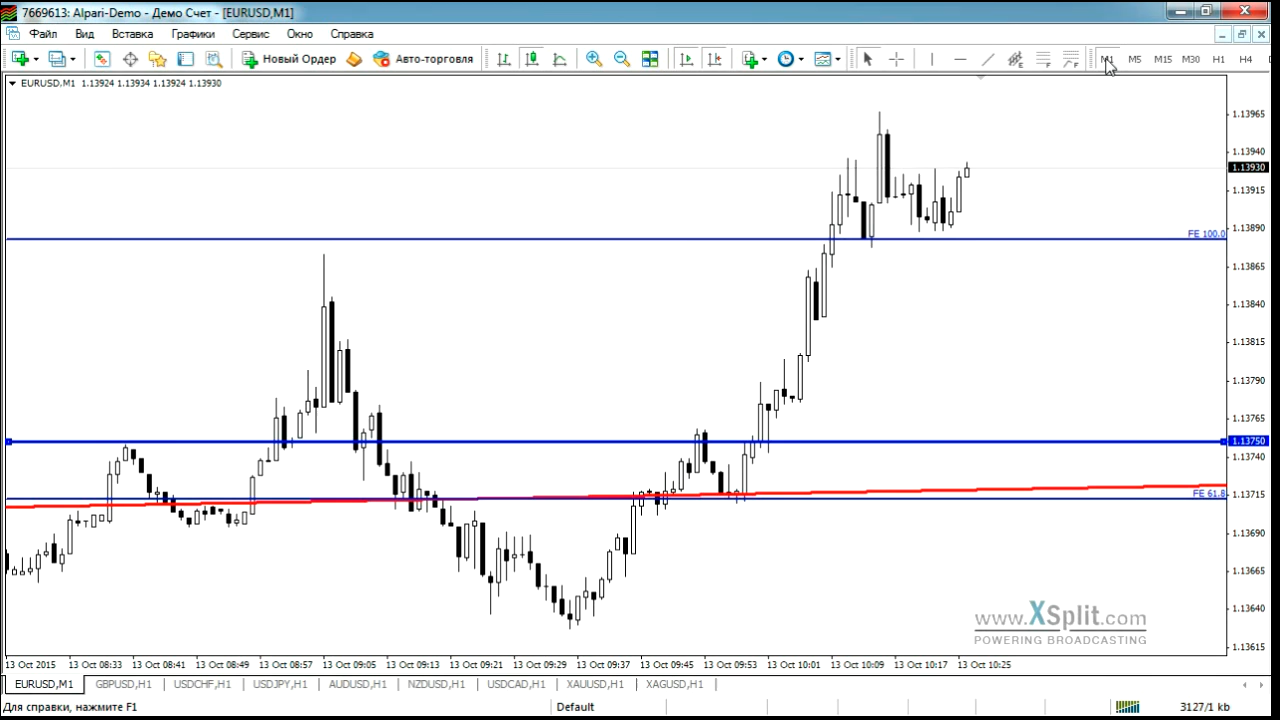 7669613: Alpari-Demo - Демо Счет - [EURUSD,M1]
Файл Вид Вставка Графики Сервис Окно Справка
Новый Ордер Авто-торговля M1 M5 M15 M30 H1 H4
EURUSD,M1 1.13924 1.13934 1.13924 1.13930
1.13965
1.13940
1.13930
1.13915
1.13890
FE 100.0
1.13865
1.13840
1.13815
1.13790
1.13765
1.13750
1.13740
FE 61.8
1.13715
1.13690
1.13665
1.13640
1.13615
www.XSplit.com
POWERING BROADCASTING
13 Oct 2015 13 Oct 08:33 13 Oct 08:41 13 Oct 08:49 13 Oct 08:57 13 Oct 09:05 13 Oct 09:13 13 Oct 09:21 13 Oct 09:29 13 Oct 09:37 13 Oct 09:45 13 Oct 09:53 13 Oct 10:01 13 Oct 10:09 13 Oct 10:17 13 Oct 10:25
EURUSD,M1 GBPUSD,H1 USDCHF,H1 USDJPY,H1 AUDUSD,H1 NZDUSD,H1 USDCAD,H1 XAUUSD,H1 XAGUSD,H1
Для справки, нажмите F1 Default 3127/1 kb